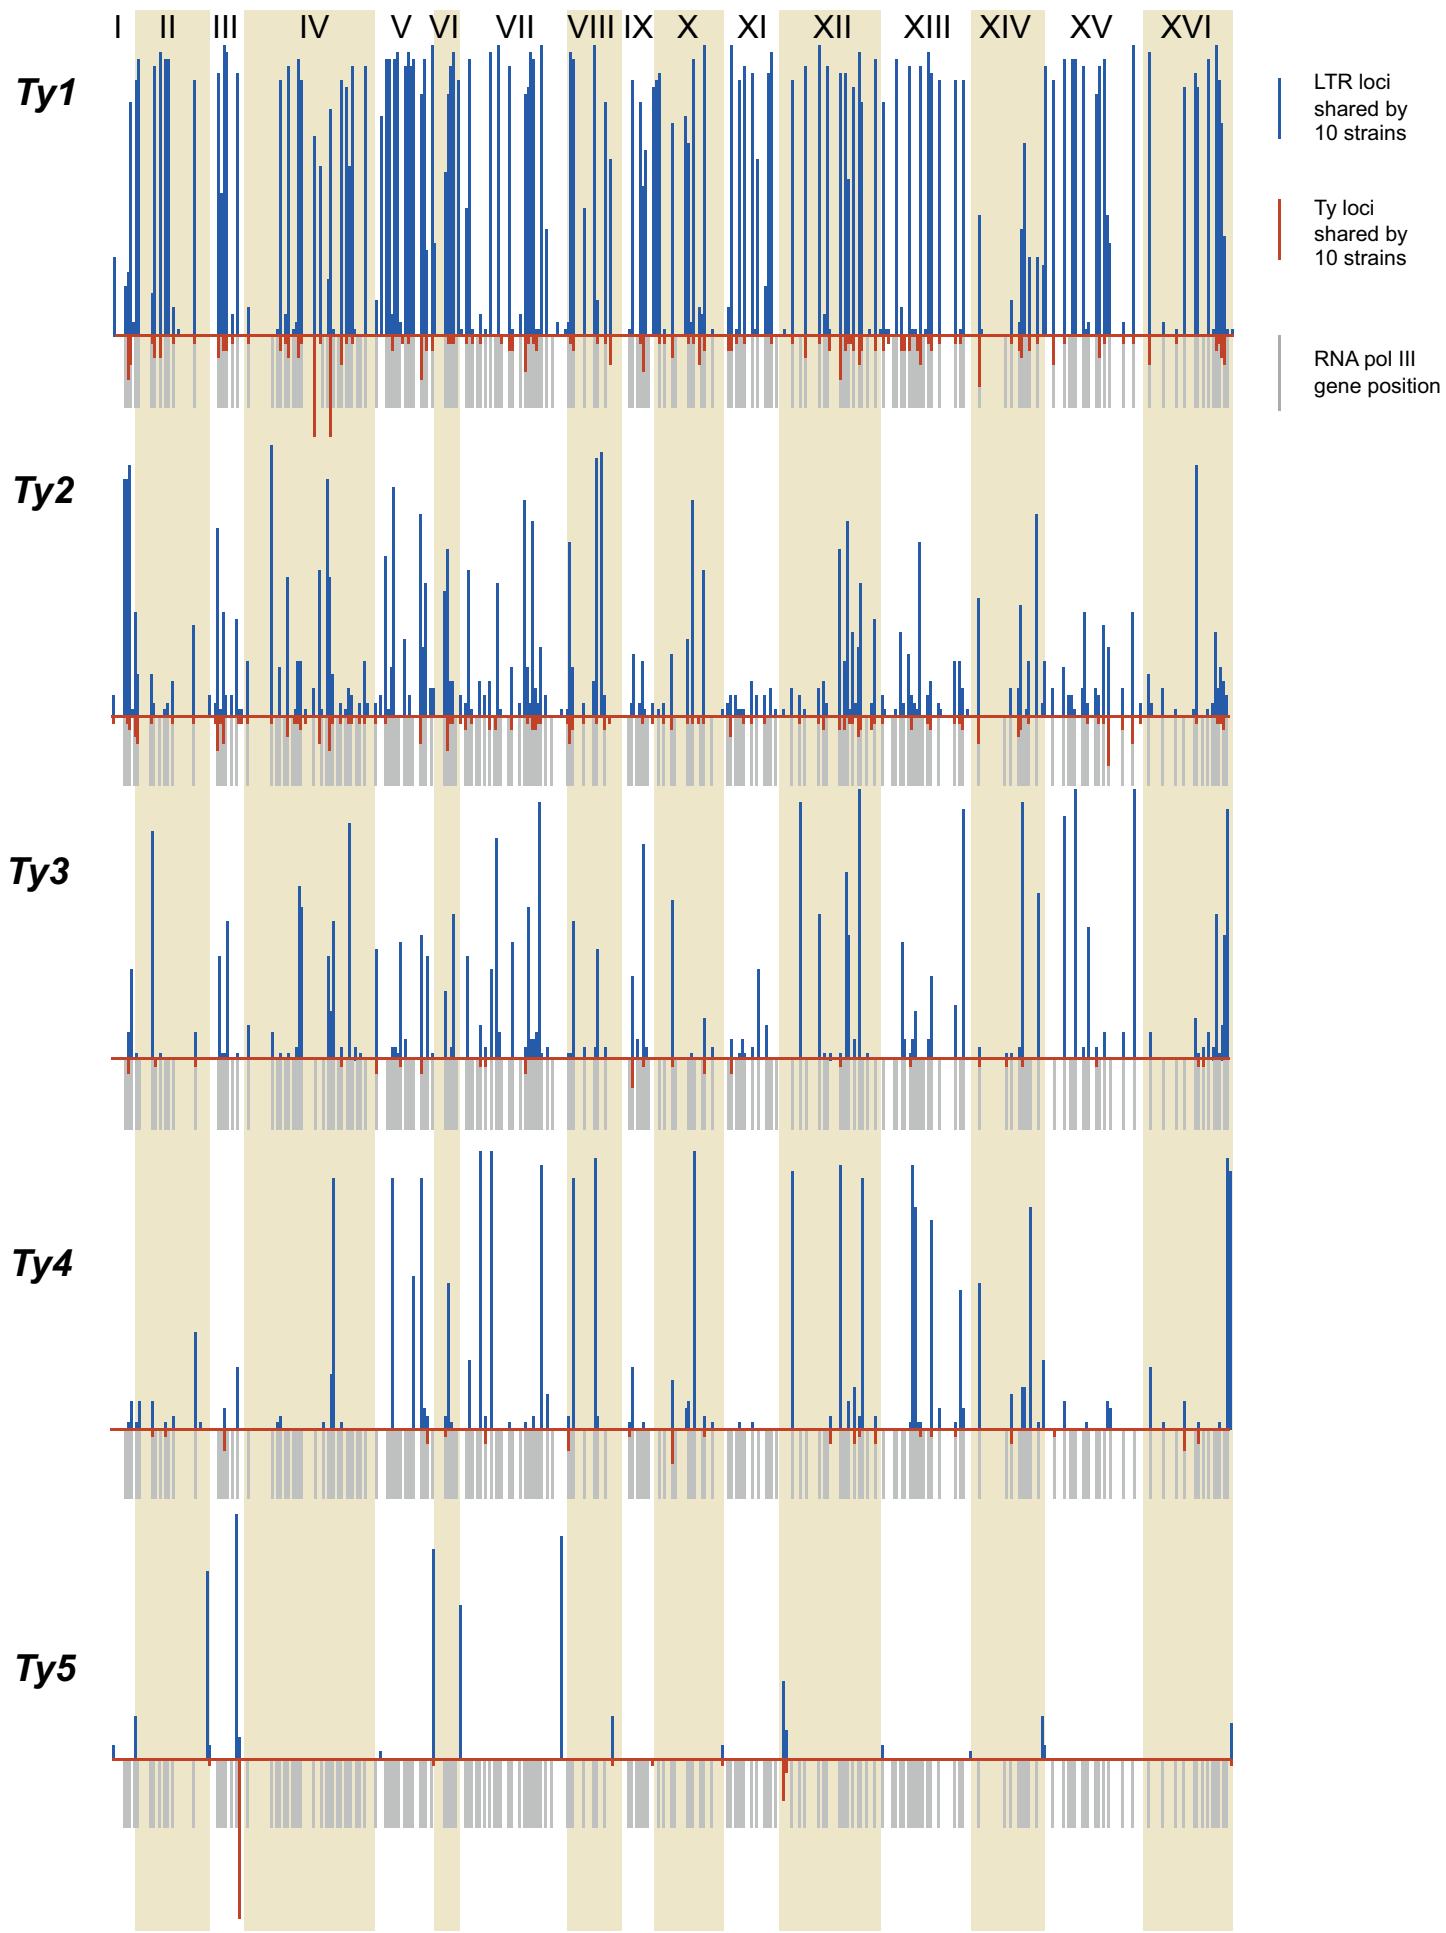 I II III IV V VI VII VIII IX X XI XII XIII XIV XV XVI
Ty1
LTR loci
shared by
10 strains
Ty loci
shared by
10 strains
RNA pol III
gene position
Ty2
Ty3
Ty4
Ty5